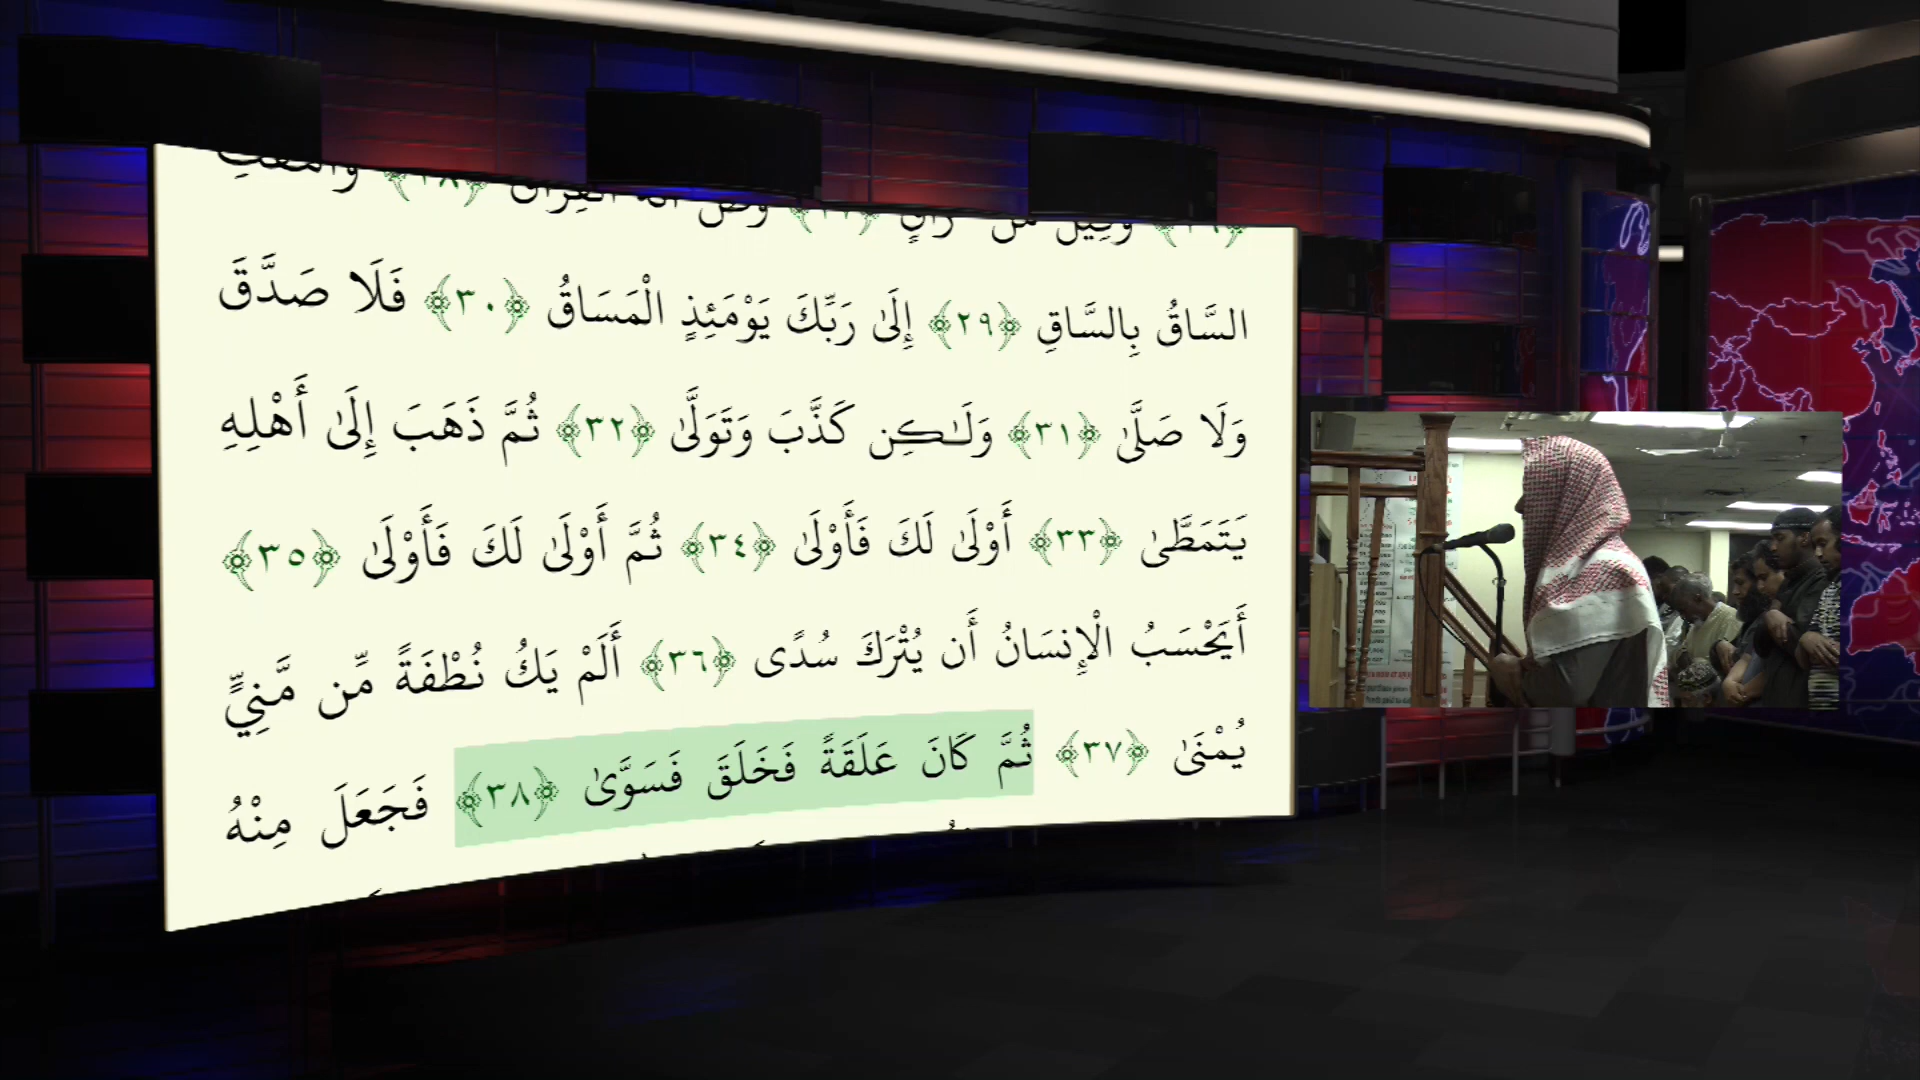 السَّاقُ بِالسَّاقِ ﴿٢٩﴾ إِلَىٰ رَبِّكَ يَوْمَئِذٍ الْمَسَاقُ ﴿٣٠﴾ فَلَا صَدَّقَ
وَلَا صَلَّىٰ ﴿٣١﴾ وَلَـٰكِن كَذَّبَ وَتَوَلَّىٰ ﴿٣٢﴾ ثُمَّ ذَهَبَ إِلَىٰ أَهْلِهِ
يَتَمَطَّىٰ ﴿٣٣﴾ أَوْلَىٰ لَكَ فَأَوْلَىٰ ﴿٣٤﴾ ثُمَّ أَوْلَىٰ لَكَ فَأَوْلَىٰ ﴿٣٥﴾
أَيَحْسَبُ الْإِنسَانُ أَن يُتْرَكَ سُدًى ﴿٣٦﴾ أَلَمْ يَكُ نُطْفَةً مِّن مَّنِيٍّ
يُمْنَىٰ ﴿٣٧﴾ ثُمَّ كَانَ عَلَقَةً فَخَلَقَ فَسَوَّىٰ ﴿٣٨﴾ فَجَعَلَ مِنْهُ